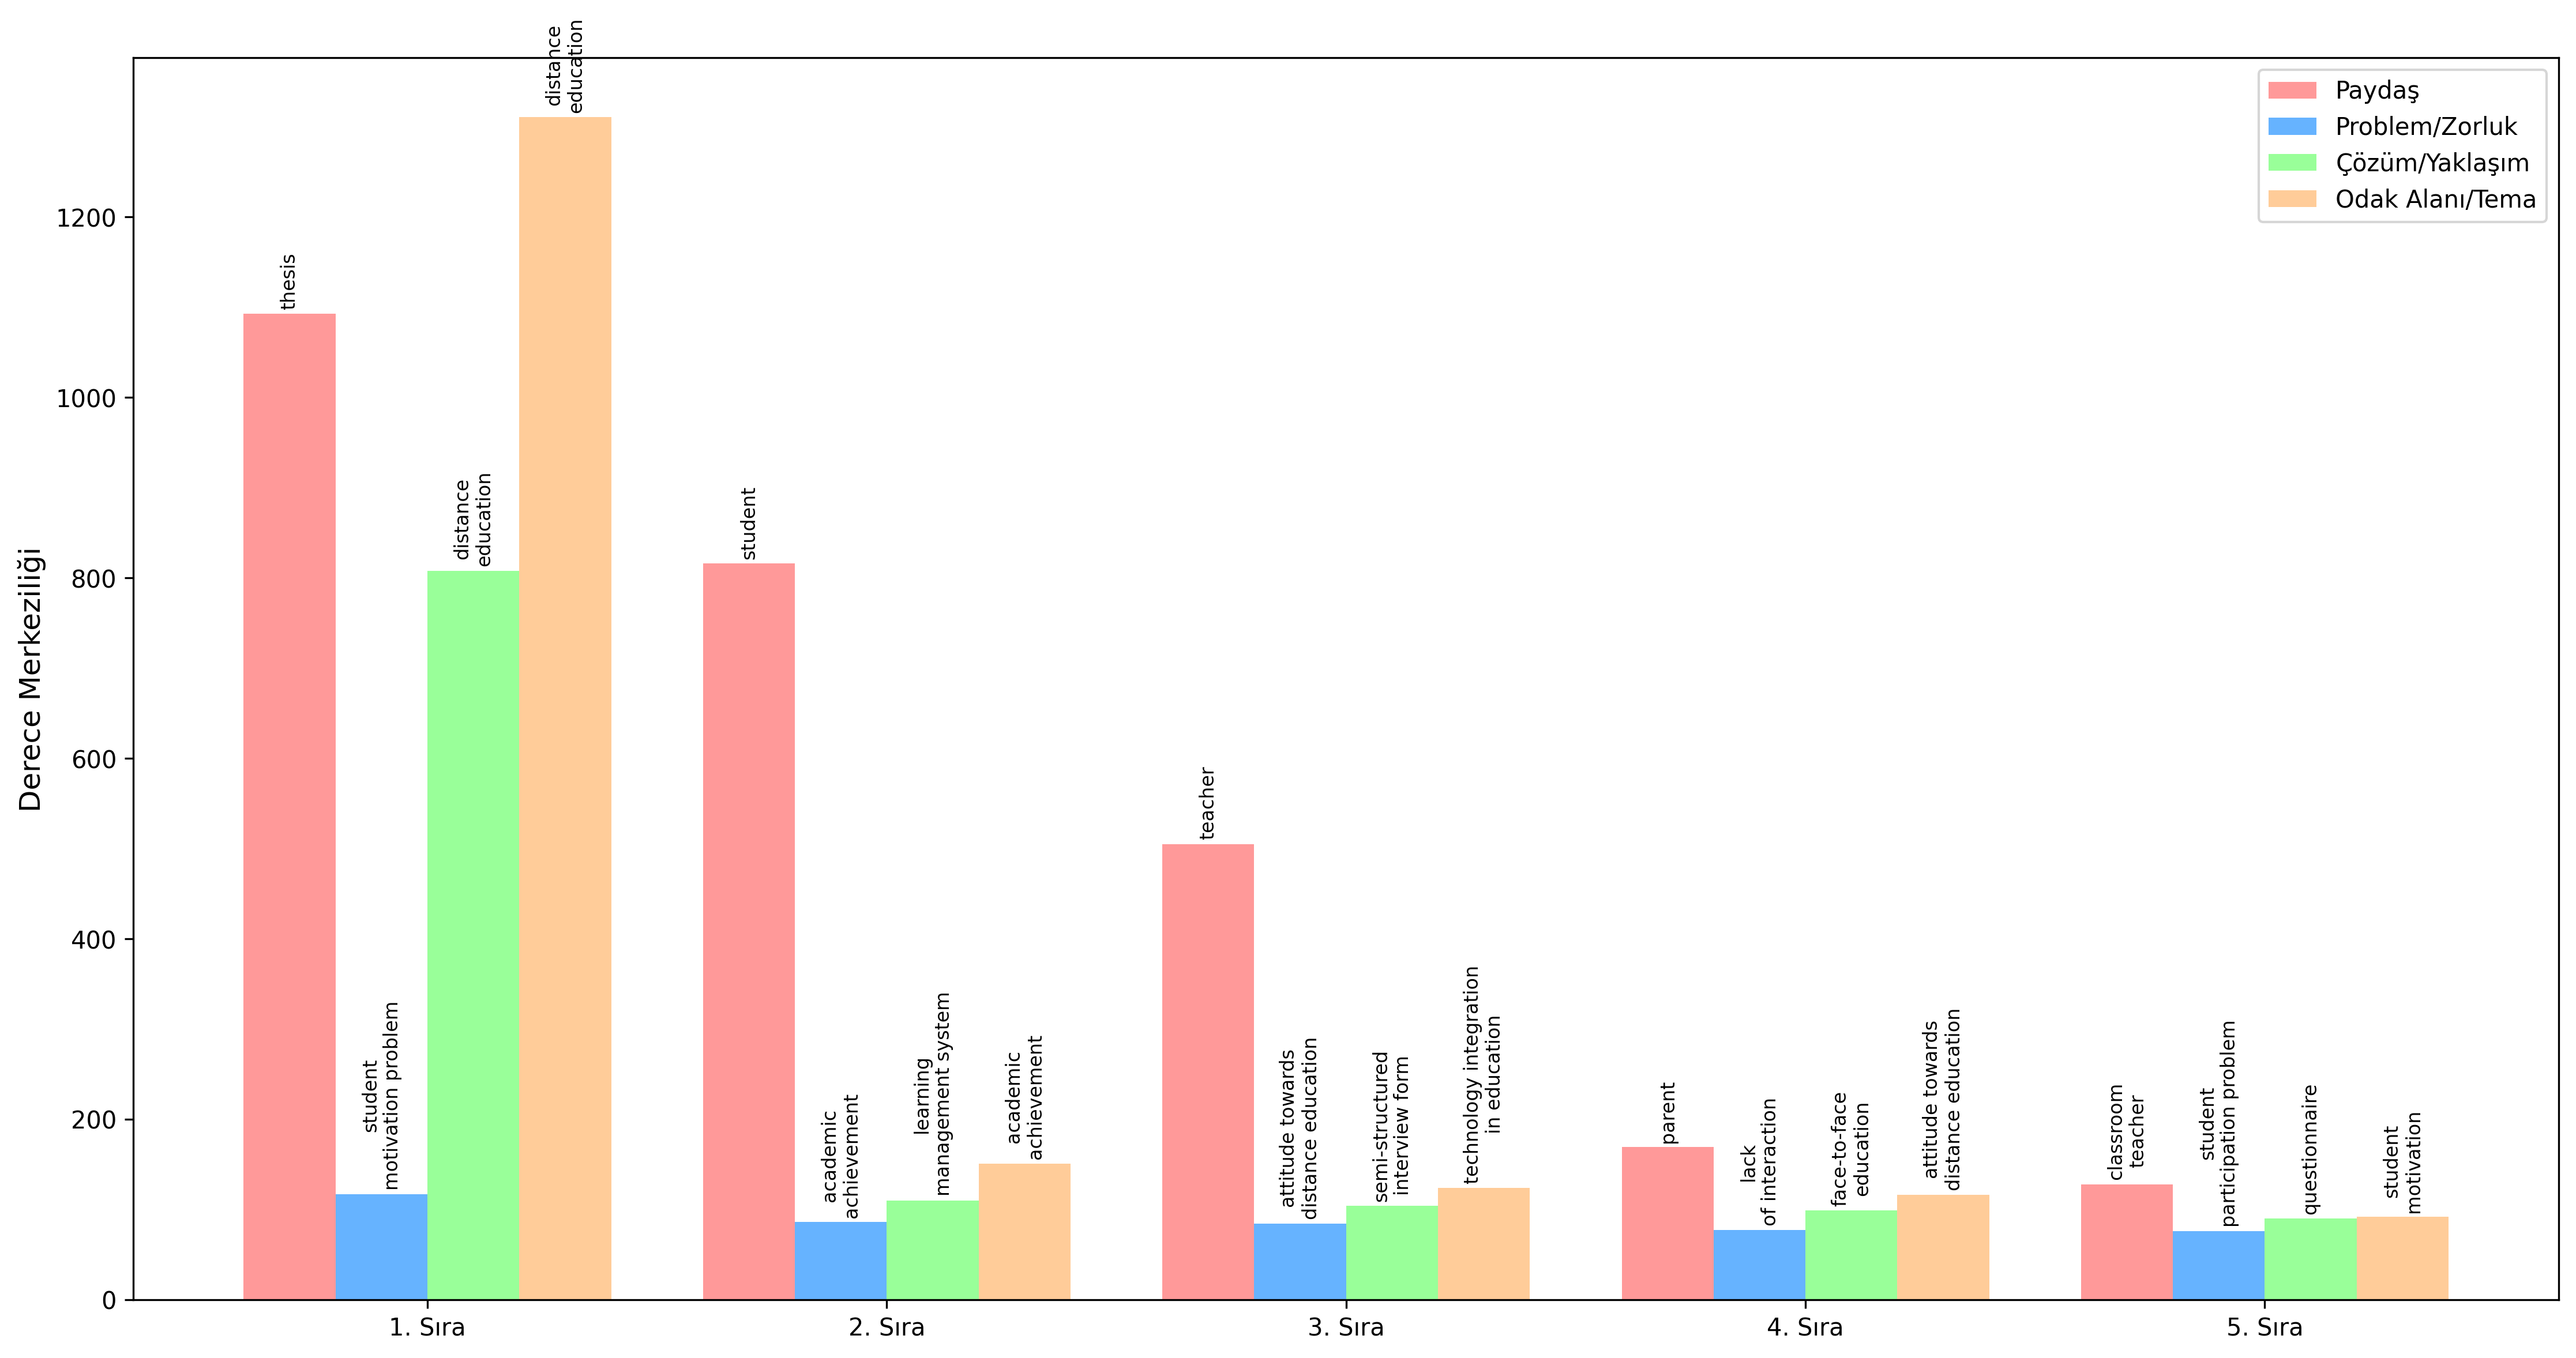 distance
education
Paydaş
Problem/Zorluk
Çözüm/Yaklaşım
Odak Alanı/Tema
Derece Merkeziliği
1200
1000
800
600
400
200
0
thesis
student
motivation problem
distance
education
student
academic
achievement
learning
management system
academic
achievement
teacher
attitude towards
distance education
semi-structured
interview form
technology integration
in education
parent
lack
of interaction
face-to-face
education
attitude towards
distance education
classroom
teacher
student
participation problem
questionnaire
student
motivation
1. Sıra
2. Sıra
3. Sıra
4. Sıra
5. Sıra